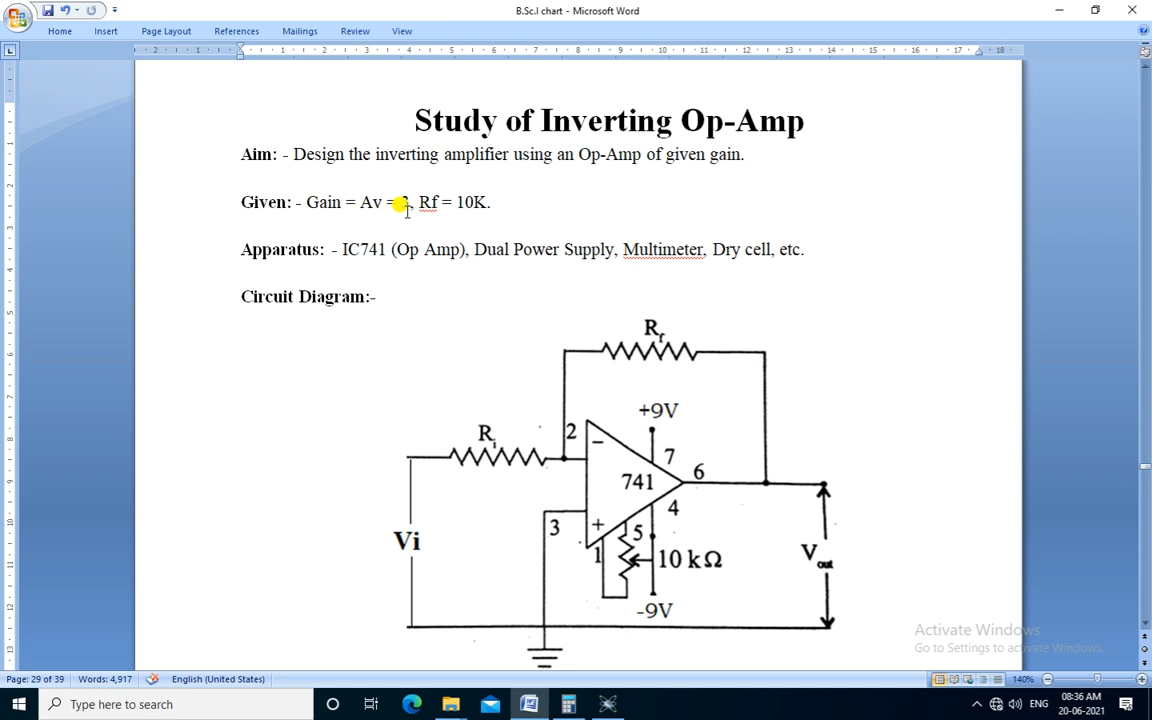 B.Sc.I chart - Microsoft Word
Home Insert Page Layout References Mailings Review View
Study of Inverting Op-Amp
Aim: - Design the inverting amplifier using an Op-Amp of given gain.
Given: - Gain = Av = , Rf = 10K.
Apparatus: - IC741 (Op Amp), Dual Power Supply, Multimeter, Dry cell, etc.
Circuit Diagram:-
Rf
+9V
Ri
2
7
−
741
6
4
3
+
5
1
10 kΩ
Vi
Vout
-9V
Activate Windows
Go to Settings to activate Windows.
Page: 29 of 39 Words: 4,917 English (United States) 140%
Type here to search
ENG
08:36 AM
20-06-2021